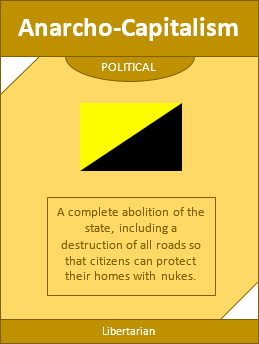 Anarcho-Capitalism
POLITICAL
A complete abolition of the
state, including a
destruction of all roads so
that citizens can protect
their homes with nukes.
Libertarian